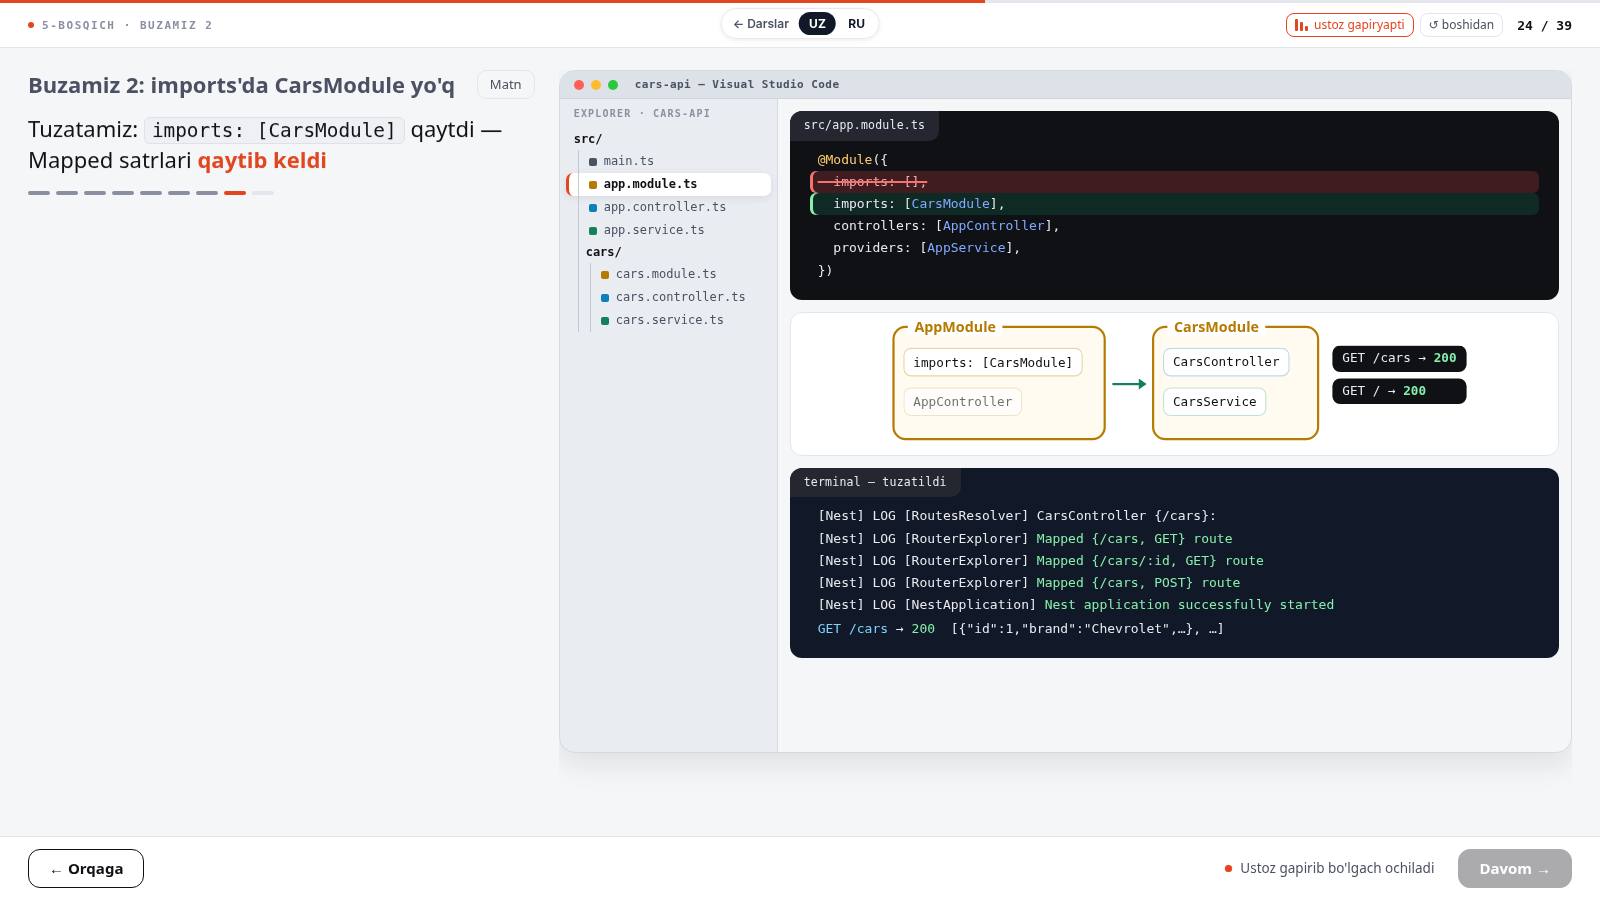 5-BOSQICH · BUZAMIZ 2
← Darslar UZ RU
ustoz gapiryapti
↺ boshidan
24 / 39
Buzamiz 2: imports'da CarsModule yo'q
Matn
Tuzatamiz: imports: [CarsModule] qaytdi —
Mapped satrlari qaytib keldi
cars-api — Visual Studio Code
EXPLORER · CARS-API
src/
main.ts
app.module.ts
app.controller.ts
app.service.ts
cars/
cars.module.ts
cars.controller.ts
cars.service.ts
src/app.module.ts
@Module({
imports: [],
imports: [CarsModule],
controllers: [AppController],
providers: [AppService],
})
AppModule
imports: [CarsModule]
AppController
CarsModule
CarsController
CarsService
GET /cars → 200
GET / → 200
terminal — tuzatildi
[Nest] LOG [RoutesResolver] CarsController {/cars}:
[Nest] LOG [RouterExplorer] Mapped {/cars, GET} route
[Nest] LOG [RouterExplorer] Mapped {/cars/:id, GET} route
[Nest] LOG [RouterExplorer] Mapped {/cars, POST} route
[Nest] LOG [NestApplication] Nest application successfully started
GET /cars → 200 [{"id":1,"brand":"Chevrolet",…}, …]
← Orqaga
Ustoz gapirib bo'lgach ochiladi
Davom →